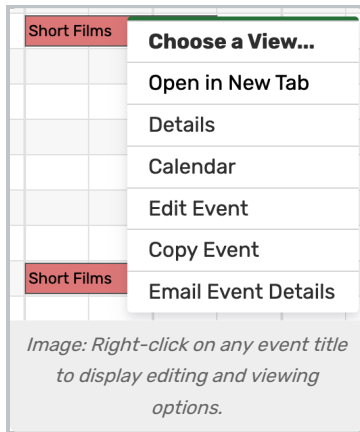 Short Films
Choose a View...
Open in New Tab
Details
Calendar
Edit Event
Copy Event
Short Films
Email Event Details
Image: Right-click on any event title
to display editing and viewing
options.